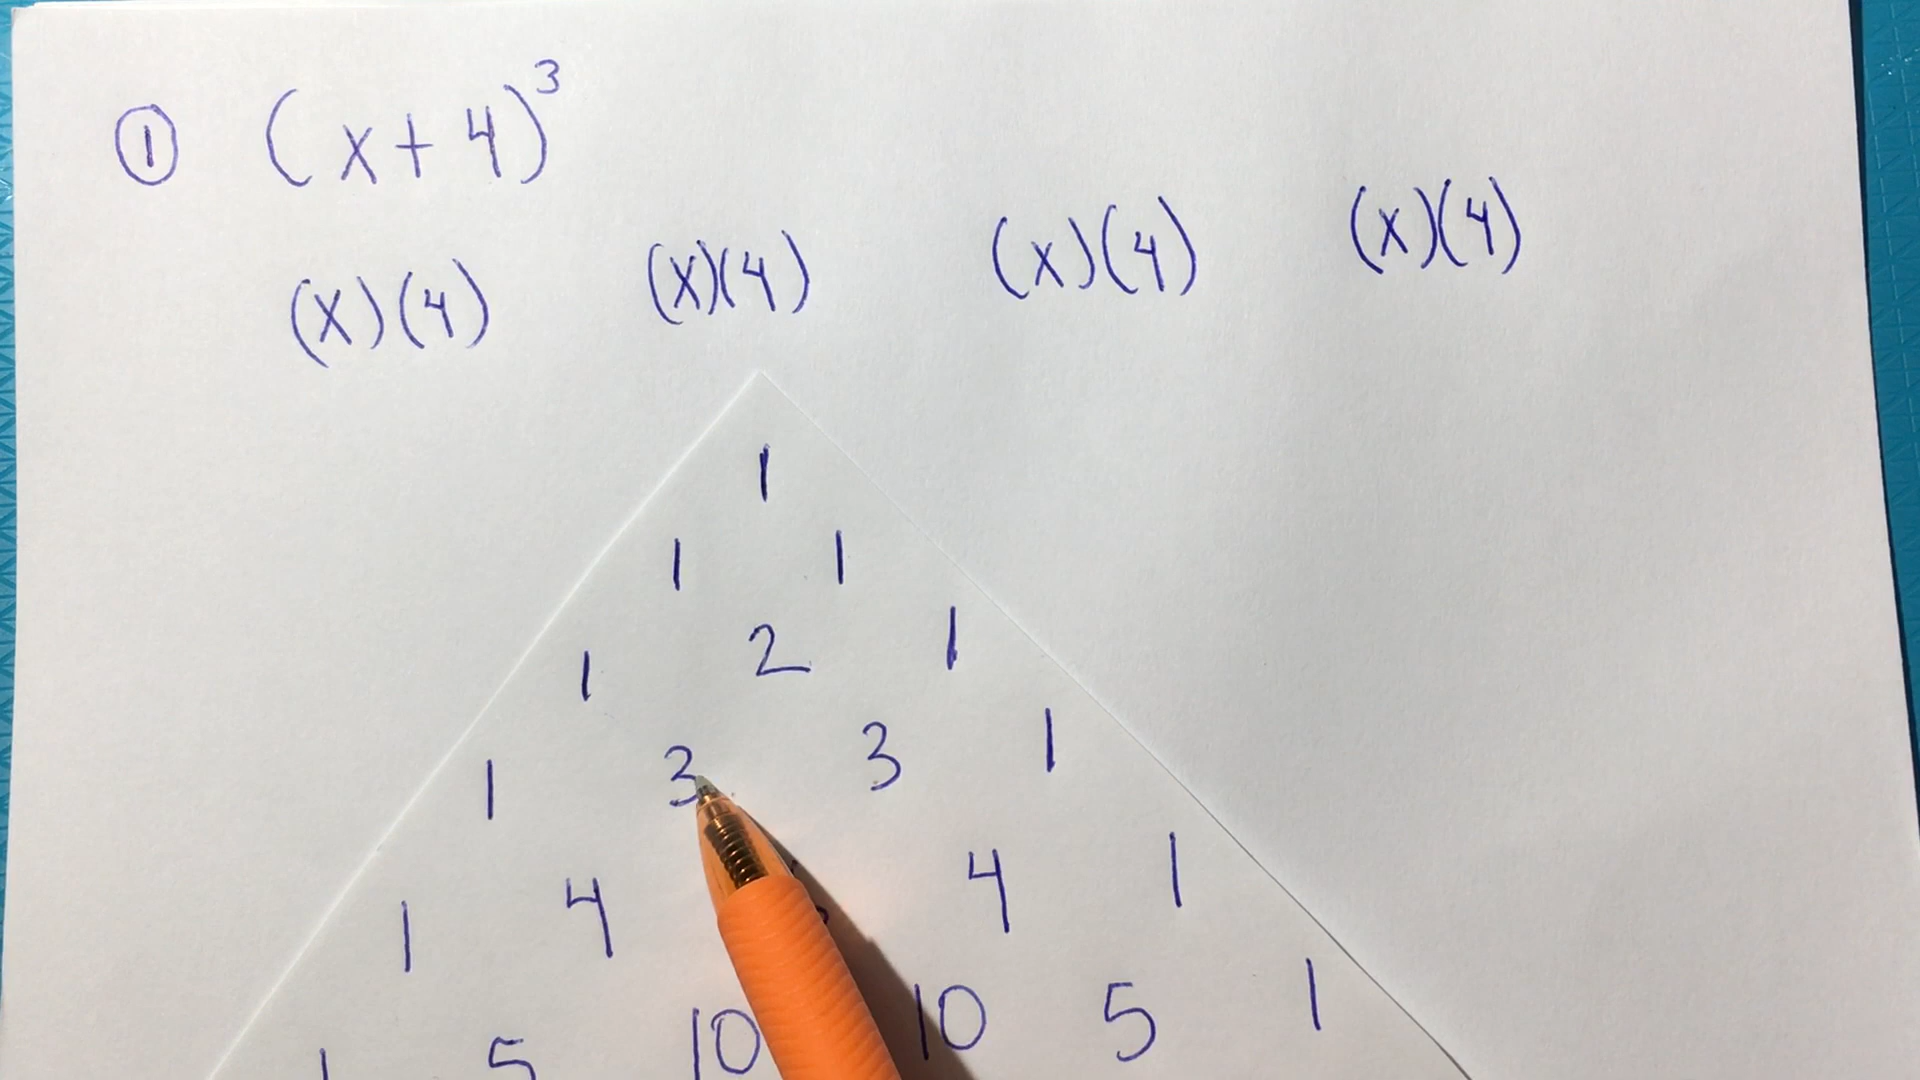 ① (x+4)³
(x)(4) (x)(4) (x)(4) (x)(4)
1
1 1
1 2 1
1 3 3 1
1 4 4 1
1 5 10 10 5 1